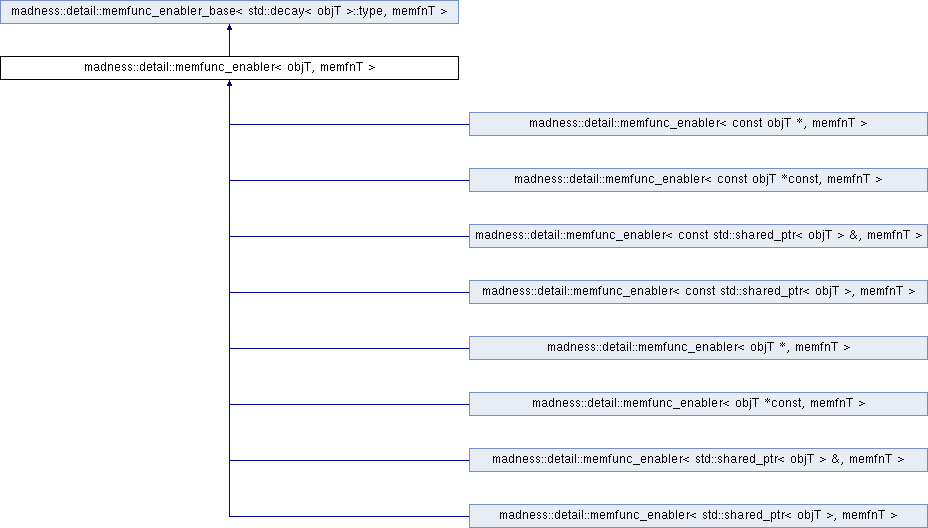 madness::detail::memfunc_enabler_base< std::decay< objT >::type, memfnT >
madness::detail::memfunc_enabler< objT, memfnT >
madness::detail::memfunc_enabler< const objT *, memfnT >
madness::detail::memfunc_enabler< const objT *const, memfnT >
madness::detail::memfunc_enabler< const std::shared_ptr< objT > &, memfnT >
madness::detail::memfunc_enabler< const std::shared_ptr< objT >, memfnT >
madness::detail::memfunc_enabler< objT *, memfnT >
madness::detail::memfunc_enabler< objT *const, memfnT >
madness::detail::memfunc_enabler< std::shared_ptr< objT > &, memfnT >
madness::detail::memfunc_enabler< std::shared_ptr< objT >, memfnT >